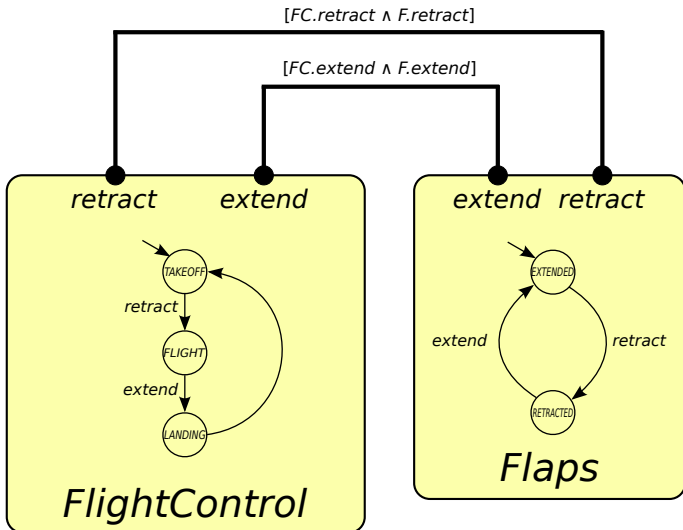 [FC.retract ∧ F.retract]
[FC.extend ∧ F.extend]
retract extend
extend retract
TAKEOFF
retract
FLIGHT
extend
LANDING
FlightControl
EXTENDED
extend
retract
RETRACTED
Flaps